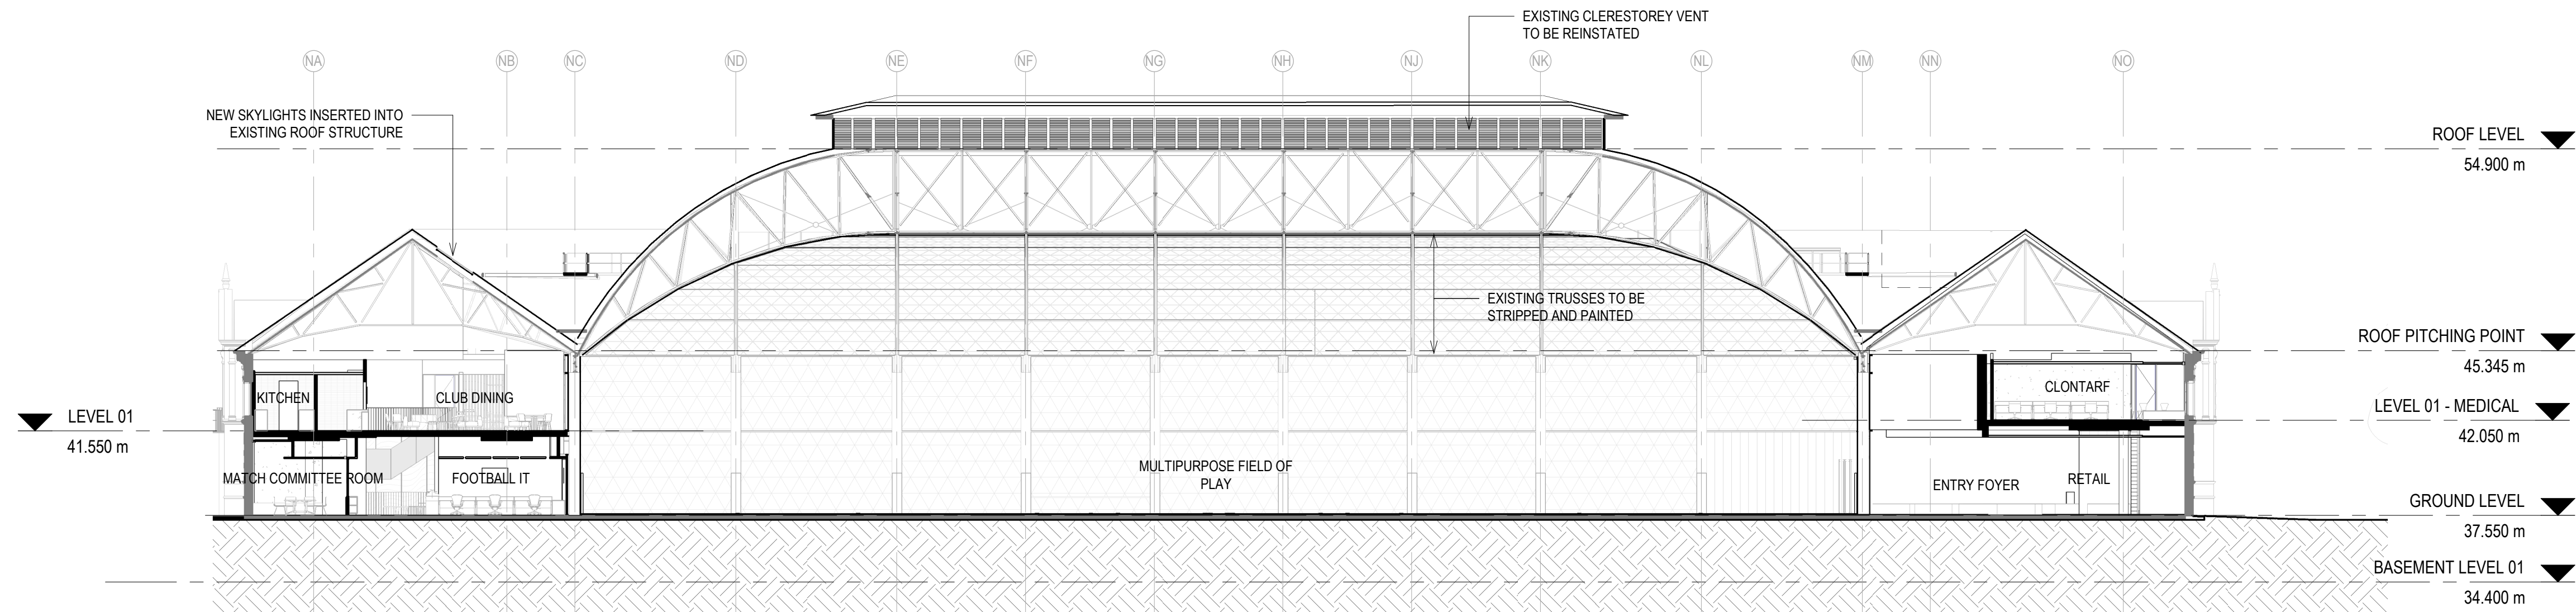 EXISTING CLERESTOREY VENT
TO BE REINSTATED
NA
NB
NC
ND
NE
NF
NG
NH
NJ
NK
NL
NM
NN
NO
NEW SKYLIGHTS INSERTED INTO
EXISTING ROOF STRUCTURE
ROOF LEVEL
54.900 m
EXISTING TRUSSES TO BE
STRIPPED AND PAINTED
ROOF PITCHING POINT
45.345 m
KITCHEN
CLUB DINING
CLONTARF
LEVEL 01
41.550 m
LEVEL 01 - MEDICAL
42.050 m
MATCH COMMITTEE ROOM
FOOTBALL IT
MULTIPURPOSE FIELD OF
PLAY
ENTRY FOYER
RETAIL
GROUND LEVEL
37.550 m
BASEMENT LEVEL 01
34.400 m